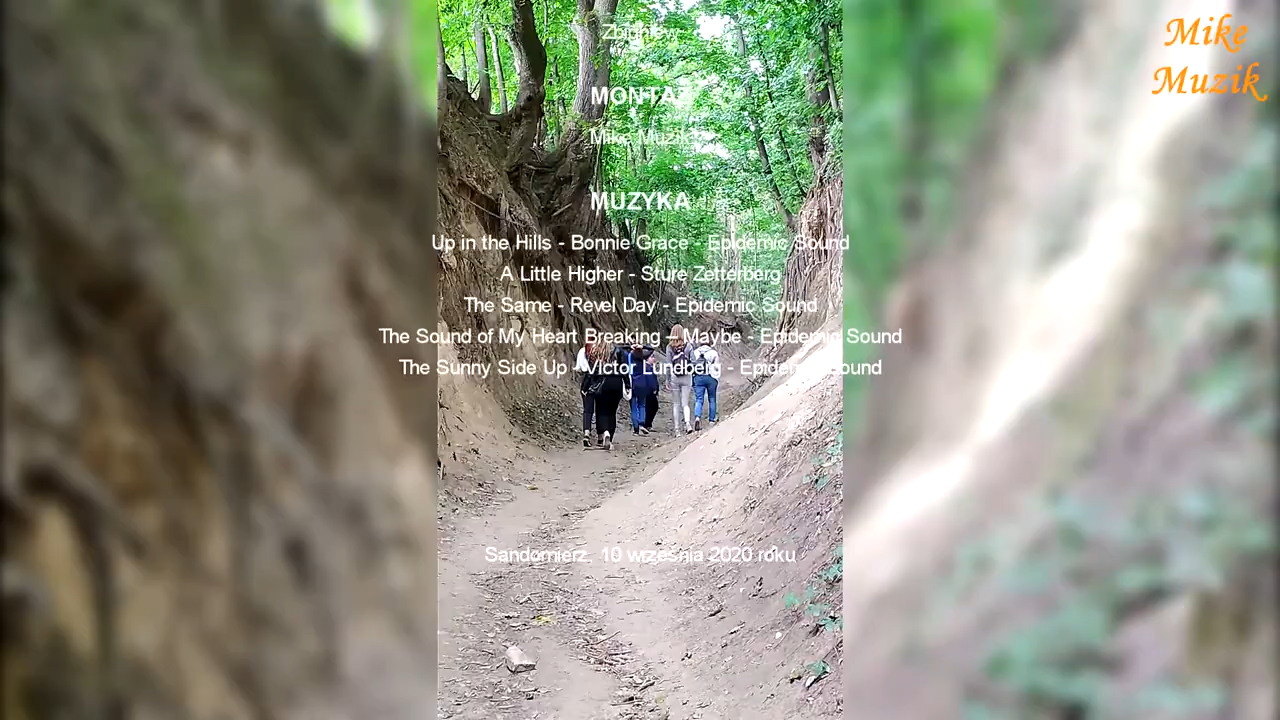 Zbigniew
MONTAŻ
Mike Muzik
MUZYKA
Up in the Hills - Bonnie Grace - Epidemic Sound
A Little Higher - Sture Zetterberg
The Same - Revel Day - Epidemic Sound
The Sound of My Heart Breaking - Maybe - Epidemic Sound
The Sunny Side Up - Victor Lundberg - Epidemic Sound
Sandomierz, 10 września 2020 roku
Mike
Muzik